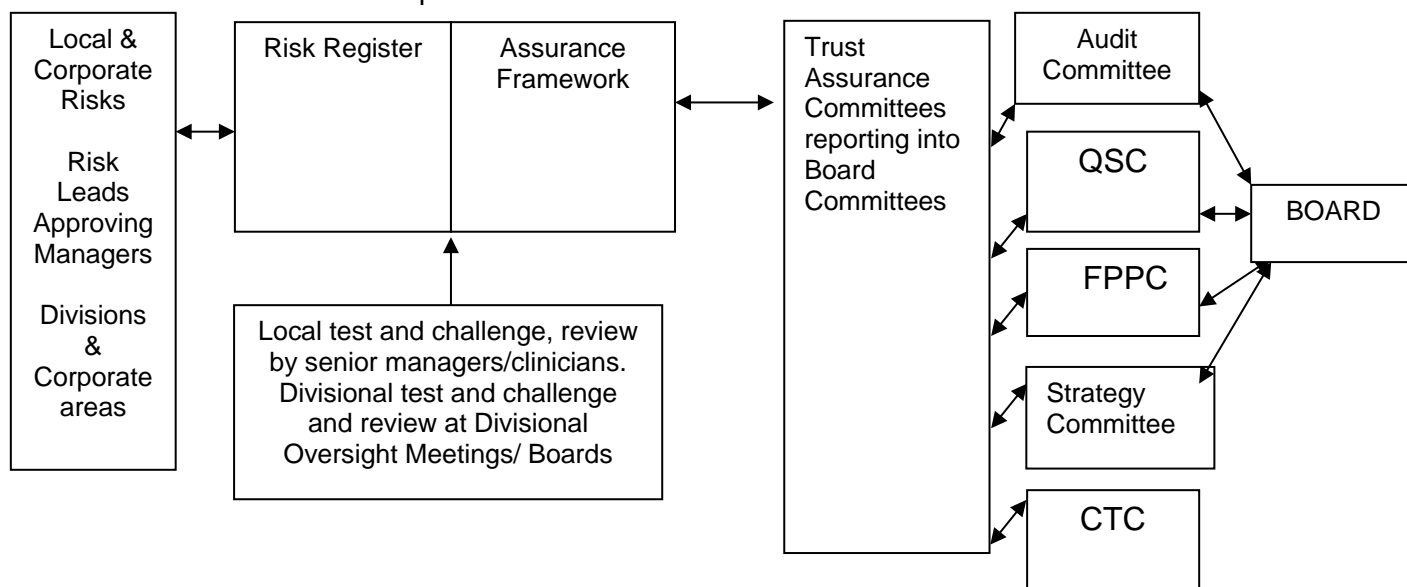 Local &
Corporate
Risks
Risk
Leads
Approving
Managers
Divisions
&
Corporate
areas
Risk Register
Assurance
Framework
Local test and challenge, review
by senior managers/clinicians.
Divisional test and challenge
and review at Divisional
Oversight Meetings/ Boards
Trust
Assurance
Committees
reporting into
Board
Committees
Audit
Committee
QSC
FPPC
Strategy
Committee
CTC
BOARD